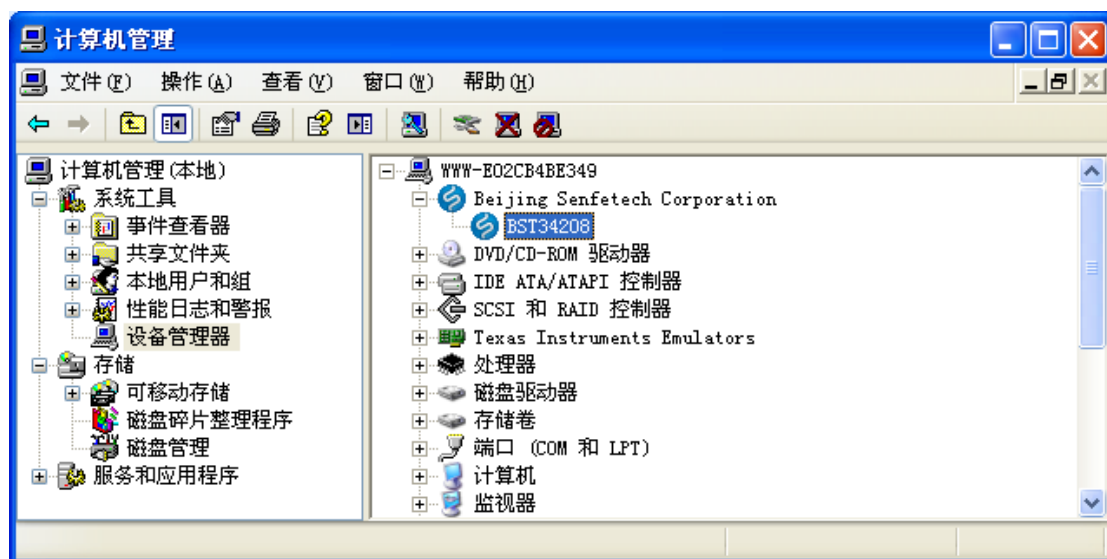 计算机管理
文件(F) 操作(A) 查看(V) 窗口(W) 帮助(H)
计算机管理(本地)
系统工具
事件查看器
共享文件夹
本地用户和组
性能日志和警报
设备管理器
存储
可移动存储
磁盘碎片整理程序
磁盘管理
服务和应用程序
WWW-E02CB4BE349
Beijing Senfetech Corporation
BST34208
DVD/CD-ROM 驱动器
IDE ATA/ATAPI 控制器
SCSI 和 RAID 控制器
Texas Instruments Emulators
处理器
磁盘驱动器
存储卷
端口 (COM 和 LPT)
计算机
监视器